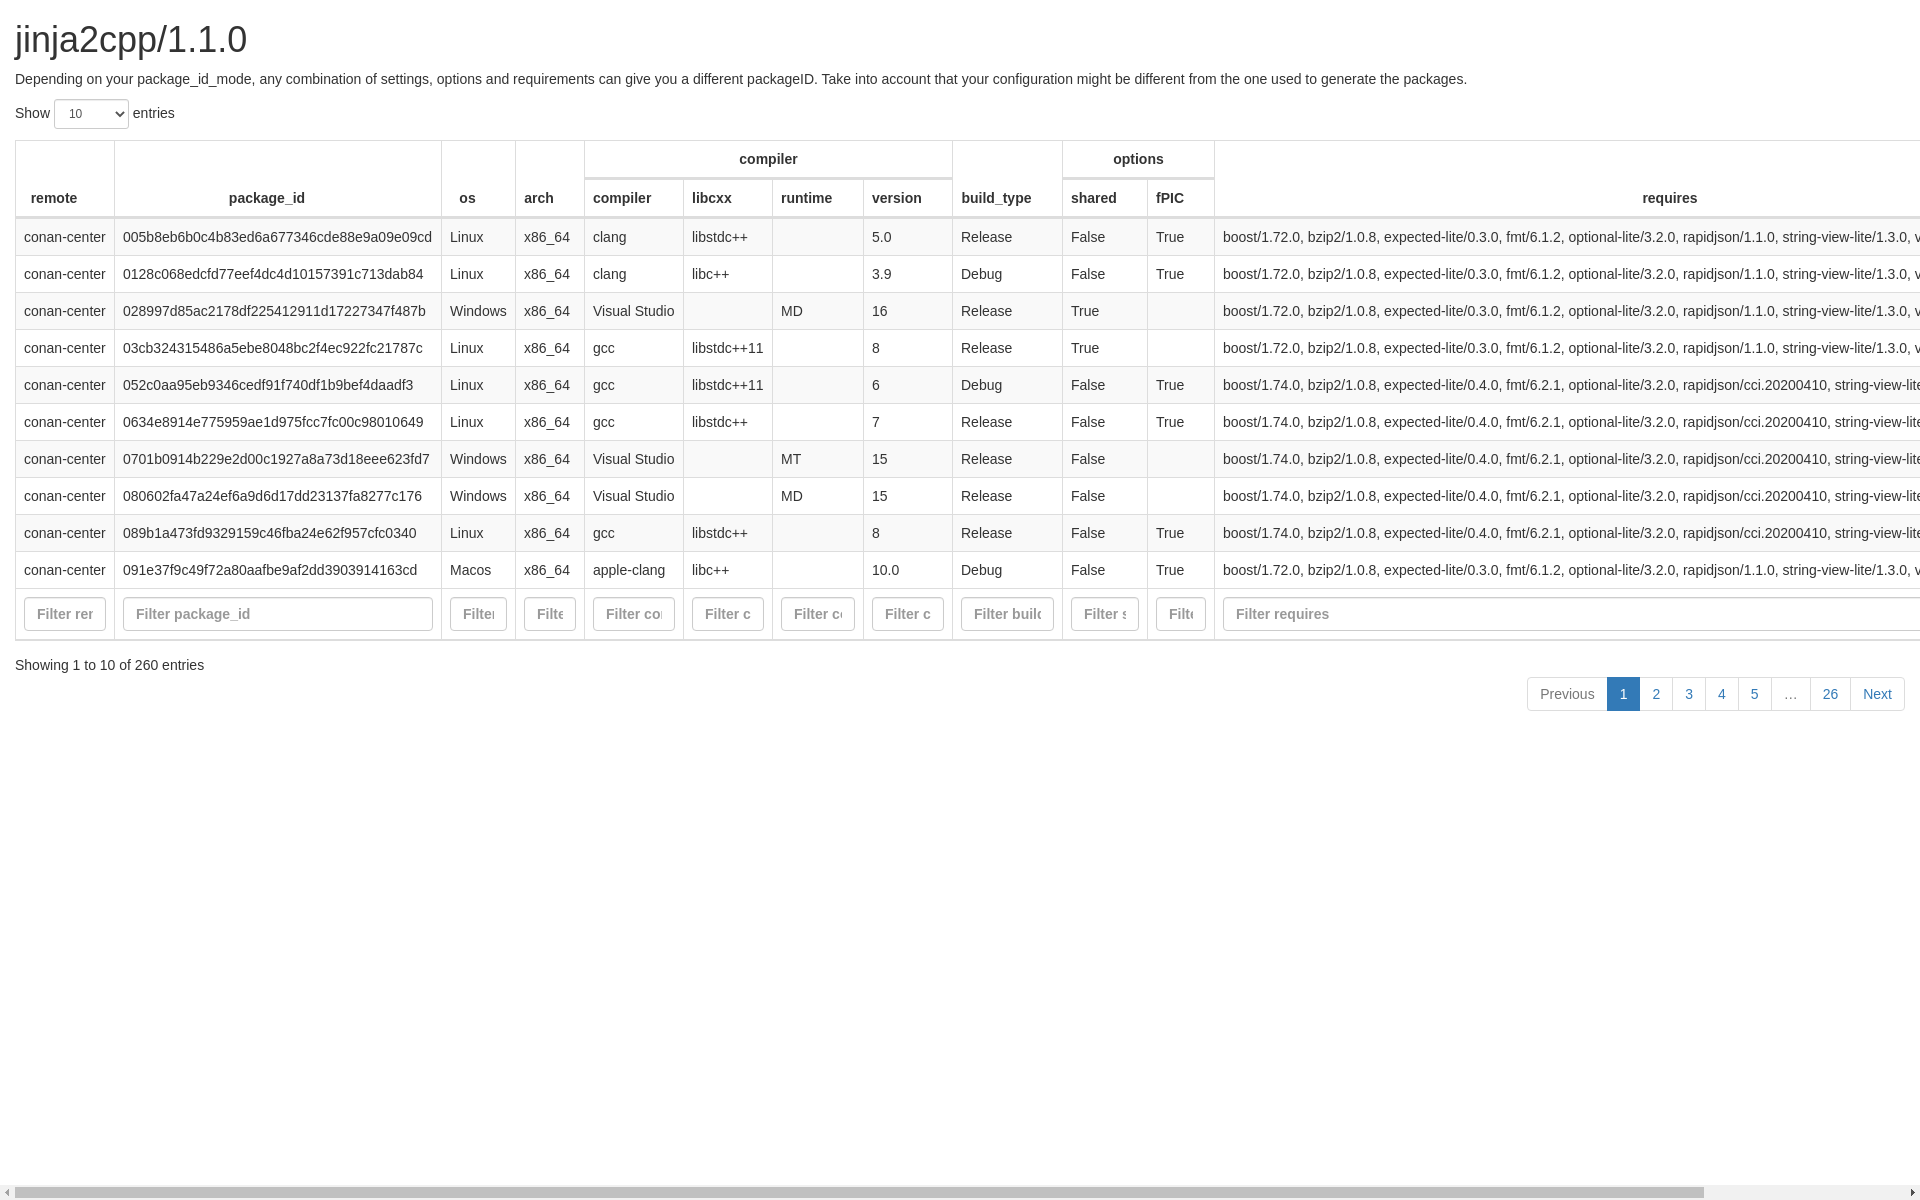 jinja2cpp/1.1.0
Depending on your package_id_mode, any combination of settings, options and requirements can give you a different packageID. Take into account that your configuration might be different from the one used to generate the packages.
Show 10 entries
compiler options
remote package_id os arch compiler libcxx runtime version build_type shared fPIC requires
conan-center 005b8eb6b0c4b83ed6a677346cde88e9a09e09cd Linux x86_64 clang libstdc++ 5.0 Release False True boost/1.72.0, bzip2/1.0.8, expected-lite/0.3.0, fmt/6.1.2, optional-lite/3.2.0, rapidjson/1.1.0, string-view-lite/1.3.0, v
conan-center 0128c068edcfd77eef4dc4d10157391c713dab84 Linux x86_64 clang libc++ 3.9 Debug False True boost/1.72.0, bzip2/1.0.8, expected-lite/0.3.0, fmt/6.1.2, optional-lite/3.2.0, rapidjson/1.1.0, string-view-lite/1.3.0, v
conan-center 028997d85ac2178df225412911d17227347f487b Windows x86_64 Visual Studio MD 16 Release True boost/1.72.0, bzip2/1.0.8, expected-lite/0.3.0, fmt/6.1.2, optional-lite/3.2.0, rapidjson/1.1.0, string-view-lite/1.3.0, v
conan-center 03cb324315486a5ebe8048bc2f4ec922fc21787c Linux x86_64 gcc libstdc++11 8 Release True boost/1.72.0, bzip2/1.0.8, expected-lite/0.3.0, fmt/6.1.2, optional-lite/3.2.0, rapidjson/1.1.0, string-view-lite/1.3.0, v
conan-center 052c0aa95eb9346cedf91f740df1b9bef4daadf3 Linux x86_64 gcc libstdc++11 6 Debug False True boost/1.74.0, bzip2/1.0.8, expected-lite/0.4.0, fmt/6.2.1, optional-lite/3.2.0, rapidjson/cci.20200410, string-view-lite
conan-center 0634e8914e775959ae1d975fcc7fc00c98010649 Linux x86_64 gcc libstdc++ 7 Release False True boost/1.74.0, bzip2/1.0.8, expected-lite/0.4.0, fmt/6.2.1, optional-lite/3.2.0, rapidjson/cci.20200410, string-view-lite
conan-center 0701b0914b229e2d00c1927a8a73d18eee623fd7 Windows x86_64 Visual Studio MT 15 Release False boost/1.74.0, bzip2/1.0.8, expected-lite/0.4.0, fmt/6.2.1, optional-lite/3.2.0, rapidjson/cci.20200410, string-view-lite
conan-center 080602fa47a24ef6a9d6d17dd23137fa8277c176 Windows x86_64 Visual Studio MD 15 Release False boost/1.74.0, bzip2/1.0.8, expected-lite/0.4.0, fmt/6.2.1, optional-lite/3.2.0, rapidjson/cci.20200410, string-view-lite
conan-center 089b1a473fd9329159c46fba24e62f957cfc0340 Linux x86_64 gcc libstdc++ 8 Release False True boost/1.74.0, bzip2/1.0.8, expected-lite/0.4.0, fmt/6.2.1, optional-lite/3.2.0, rapidjson/cci.20200410, string-view-lite
conan-center 091e37f9c49f72a80aafbe9af2dd3903914163cd Macos x86_64 apple-clang libc++ 10.0 Debug False True boost/1.72.0, bzip2/1.0.8, expected-lite/0.3.0, fmt/6.1.2, optional-lite/3.2.0, rapidjson/1.1.0, string-view-lite/1.3.0, v
Filter rer Filter package_id Filter Filte Filter co Filter c Filter c Filter c Filter build Filter s Filte Filter requires
Showing 1 to 10 of 260 entries
Previous 1 2 3 4 5 … 26 Next